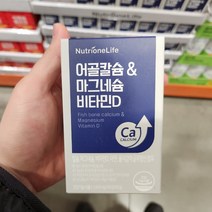 NutrioneLife
어골칼슘 &
마그네슘
비타민D
Fish bone calcium &
Magnesium
Vitamin D
Ca
CALCIUM